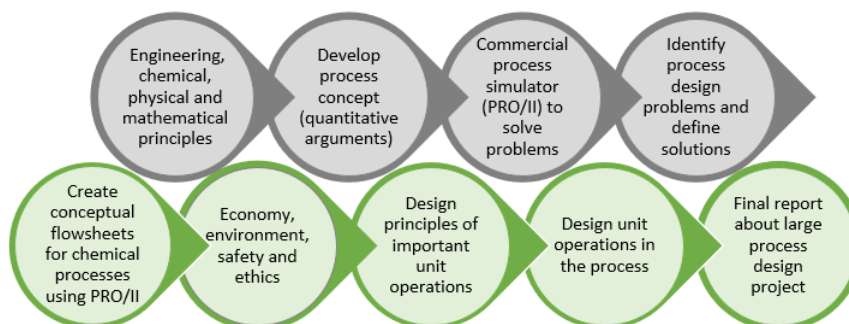 Engineering,
chemical,
physical and
mathematical
principles
Develop
process
concept
(quantitative
arguments)
Commercial
process
simulator
(PRO/II) to
solve
problems
Identify
process
design
problems and
define
solutions
Create
conceptual
flowsheets
for chemical
processes
using PRO/II
Economy,
environment,
safety and
ethics
Design
principles of
important
unit
operations
Design unit
operations in
the process
Final report
about large
process
design
project